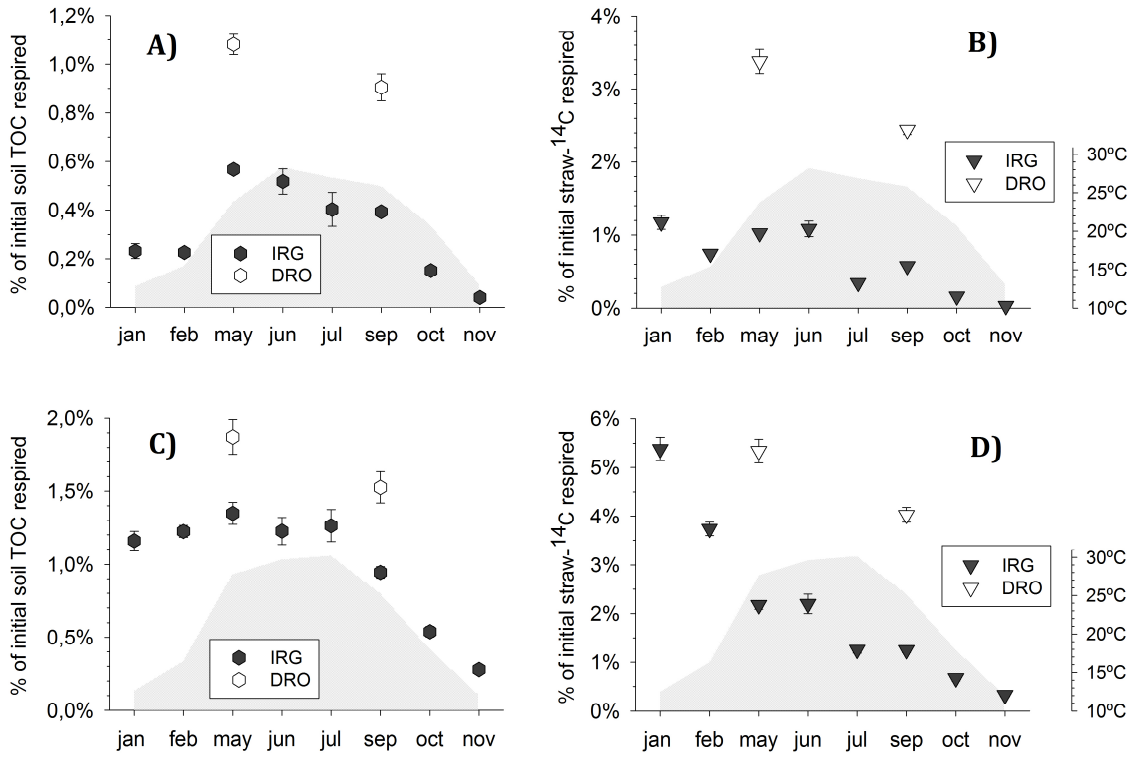 A)
% of initial soil TOC respired
1,2%
1,0%
0,8%
0,6%
0,4%
0,2%
0,0%
IRG
DRO
jan feb may jun jul sep oct nov
B)
% of initial straw-¹⁴C respired
4%
3%
2%
1%
0%
IRG
DRO
30ºC
25ºC
20ºC
15ºC
10ºC
jan feb may jun jul sep oct nov
C)
% of initial soil TOC respired
2,0%
1,5%
1,0%
0,5%
0,0%
IRG
DRO
jan feb may jun jul sep oct nov
D)
% of initial straw-¹⁴C respired
6%
5%
4%
3%
2%
1%
0%
IRG
DRO
30ºC
25ºC
20ºC
15ºC
10ºC
jan feb may jun jul sep oct nov